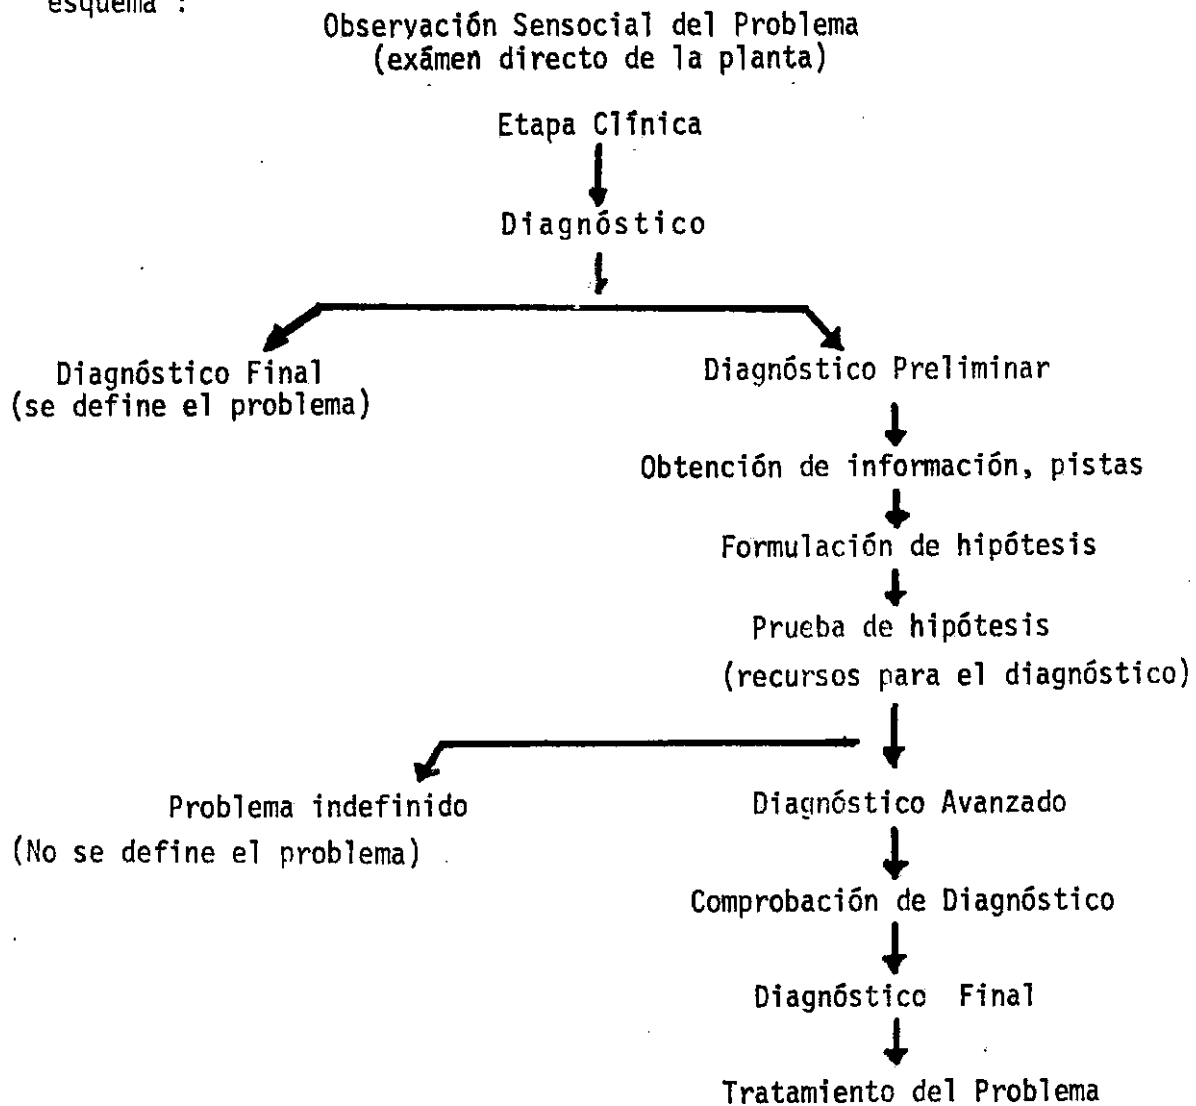 esquema :
Observación Sensocial del Problema
(exámen directo de la planta)
Etapa Clínica
Diagnóstico
Diagnóstico Final
(se define el problema)
Diagnóstico Preliminar
Obtención de información, pistas
Formulación de hipótesis
Prueba de hipótesis
(recursos para el diagnóstico)
Problema indefinido
(No se define el problema)
Diagnóstico Avanzado
Comprobación de Diagnóstico
Diagnóstico Final
Tratamiento del Problema